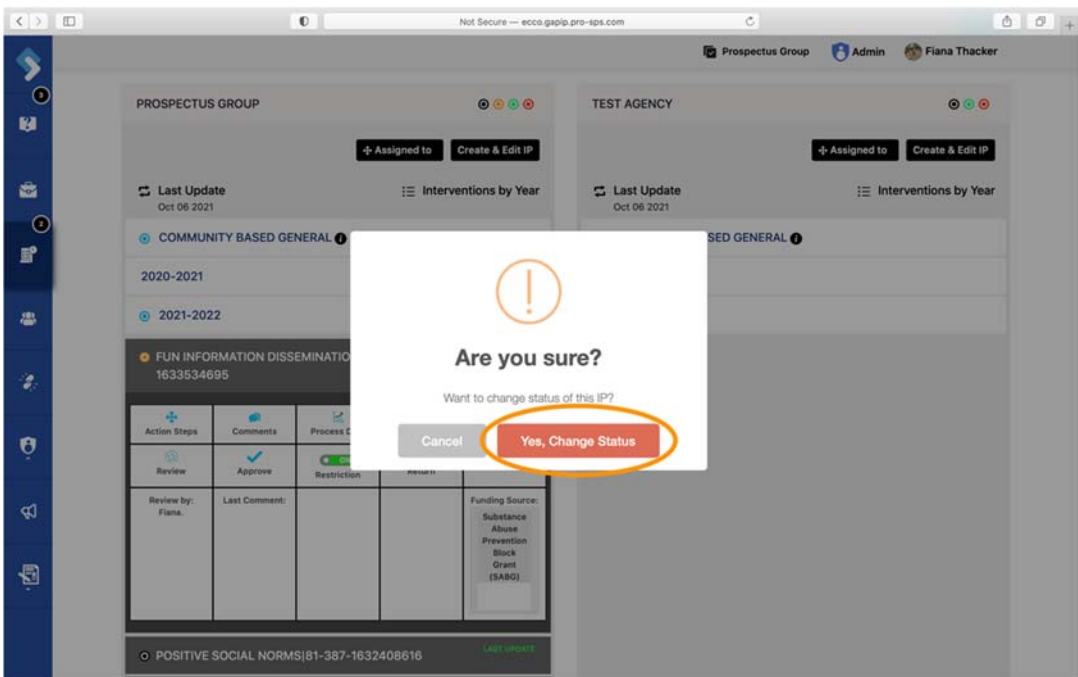 Not Secure — ecco.gapip.pro-sps.com
Prospectus Group
Admin
Fiana Thacker
3
2
PROSPECTUS GROUP
Assigned to
Create & Edit IP
Last Update
Oct 06 2021
Interventions by Year
COMMUNITY BASED GENERAL
2020-2021
2021-2022
FUN INFORMATION DISSEMINATIO
1633534695
Action Steps
Comments
Process D
Review
Approve
ON
Restriction
Return
Review by:
Fiana.
Last Comment:
Funding Source:
Substance
Abuse
Prevention
Block
Grant
(SABG)
POSITIVE SOCIAL NORMS|81-387-1632408616
LAST UPDATE
TEST AGENCY
Assigned to
Create & Edit IP
Last Update
Oct 06 2021
Interventions by Year
SED GENERAL
Are you sure?
Want to change status of this IP?
Cancel
Yes, Change Status